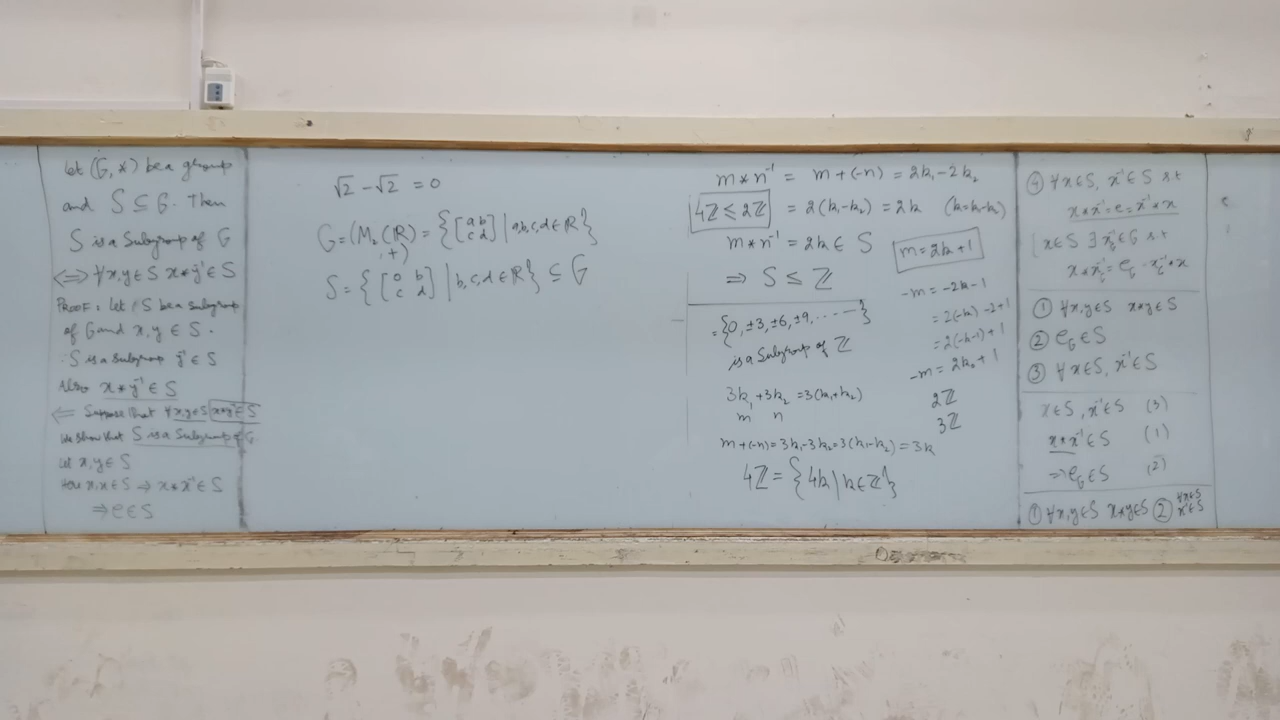 Let (G, *) be a group
and S ⊆ G. Then
S is a Subgroup of G
⟺ ∀x,y∈S x*y⁻¹∈S
PROOF: Let S be a subgroup
of G and x, y ∈ S.
∵ S is a subgroup y⁻¹∈S
Also x*y⁻¹∈S
⇐ Suppose that ∀x,y∈S x*y⁻¹∈S
We show that S is a Subgroup of G
Let x,y∈S
Here x,x∈S ⇒ x*x⁻¹∈S
⇒ e∈S
√2 - √2 = 0
G = (M₂(ℝ) = {[a b c d] | a,b,c,d∈ℝ}
, +)
S = {[0 b c d] | b,c,d∈ℝ} ⊆ G
m*n⁻¹ = m+(-n) = 2k₁-2k₂
4ℤ≤2ℤ = 2(k₁-k₂) = 2k (k=k₁-k₂)
m*n⁻¹ = 2k ∈ S
⇒ S ≤ ℤ
= {0, ±3, ±6, ±9, ......}
is a Subgroup of ℤ
3k₁+3k₂ = 3(k₁+k₂)
m n
m+(-n)=3k₁-3k₂=3(k₁-k₂)=3k
4ℤ = {4k | k∈ℤ}
m = 2k+1
-m = -2k-1
= 2(-k)-2+1
= 2(-k-1)+1
-m = 2k₀+1
2ℤ
3ℤ
④ ∀x∈S, x⁻¹∈S s.t
x*x⁻¹=e=x⁻¹*x
x∈S ∃ x_G⁻¹∈G s.t
x*x_G⁻¹=e_G=x_G⁻¹*x
① ∀x,y∈S x*y∈S
② e_G∈S
③ ∀x∈S, x⁻¹∈S
x∈S, x⁻¹∈S (3)
x*x⁻¹∈S (1)
⇒e_G∈S (2)
① ∀x,y∈S x*y∈S ② ∀x∈S
x⁻¹∈S